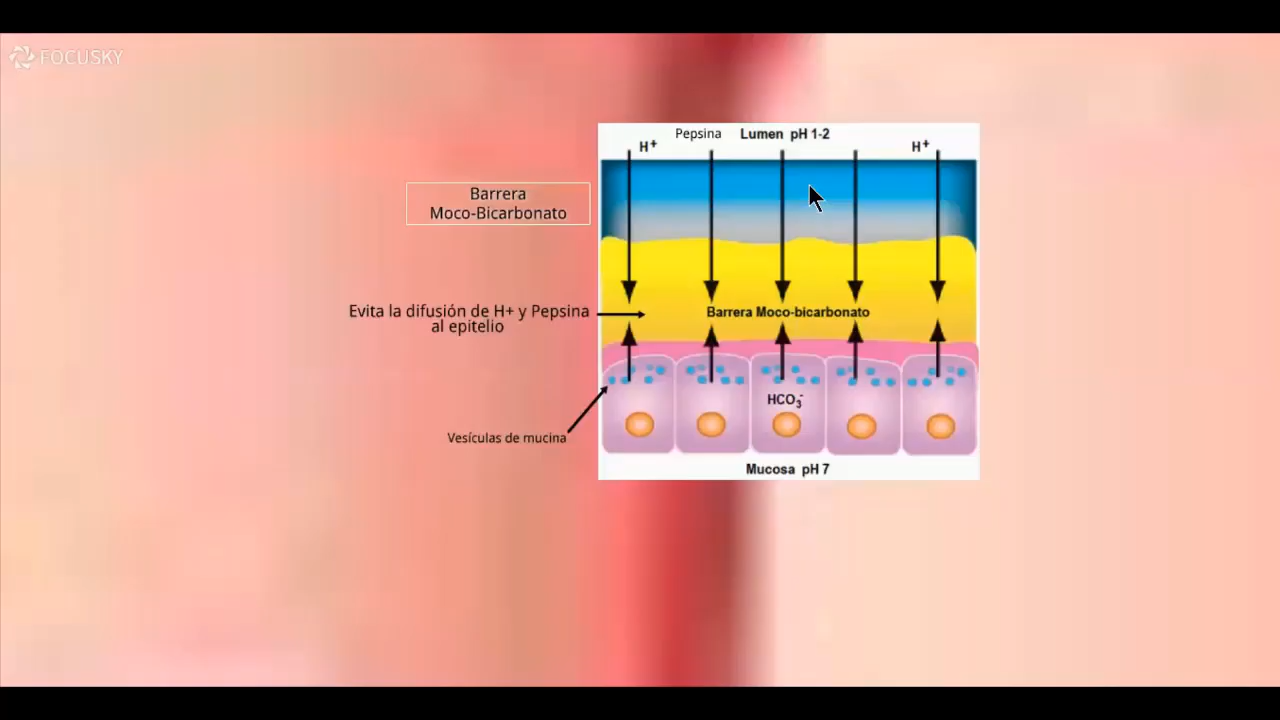 FOCUSKY
Pepsina Lumen pH 1-2
H+ H+
Barrera
Moco-Bicarbonato
Evita la difusión de H+ y Pepsina
al epitelio
Barrera Moco-bicarbonato
HCO3-
Vesículas de mucina
Mucosa pH 7